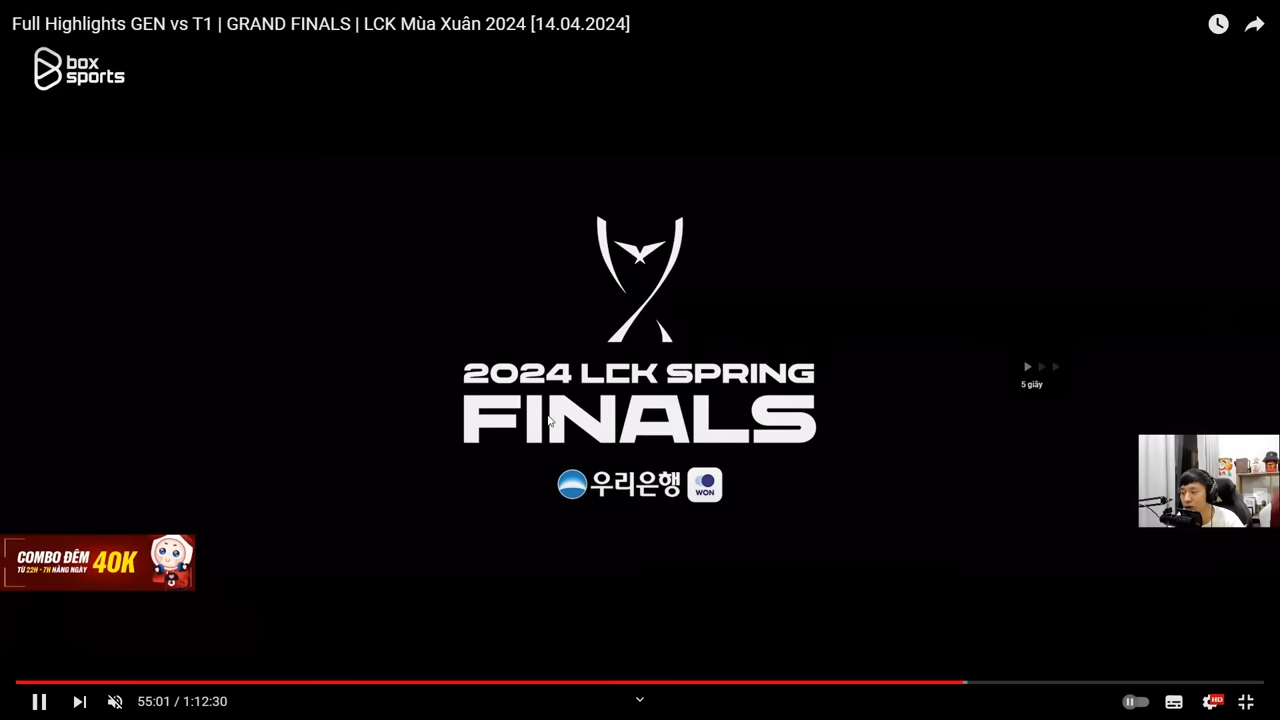 Full Highlights GEN vs T1 | GRAND FINALS | LCK Mùa Xuân 2024 [14.04.2024]
box
sports
2024 LCK SPRING
FINALS
우리은행 WON
5 giây
COMBO ĐÊM 40K
TỪ 22H - 7H HÀNG NGÀY
55:01 / 1:12:30
HD